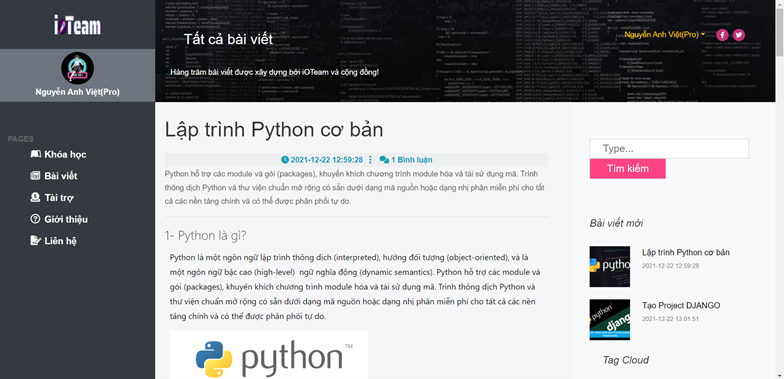 iOTeam
Nguyễn Anh Việt(Pro)
PAGES
Khóa học
Bài viết
Tài trợ
Giới thiệu
Liên hệ
Tất cả bài viết
Hàng trăm bài viết được xây dựng bởi iOTeam và cộng đồng!
Nguyễn Anh Việt(Pro)
Lập trình Python cơ bản
2021-12-22 12:59:28 1 Bình luận
Python hỗ trợ các module và gói (packages), khuyến khích chương trình module hóa và tái sử dụng mã. Trình
thông dịch Python và thư viện chuẩn mở rộng có sẵn dưới dạng mã nguồn hoặc dạng nhị phân miễn phí cho tất
cả các nền tảng chính và có thể được phân phối tự do.
1- Python là gì?
Python là một ngôn ngữ lập trình thông dịch (interpreted), hướng đối tượng (object-oriented), và là
một ngôn ngữ bậc cao (high-level) ngữ nghĩa động (dynamic semantics). Python hỗ trợ các module và
gói (packages), khuyến khích chương trình module hóa và tái sử dụng mã. Trình thông dịch Python và
thư viện chuẩn mở rộng có sẵn dưới dạng mã nguồn hoặc dạng nhị phân miễn phí cho tất cả các nền
tảng chính và có thể được phân phối tự do.
python™
Type...
Tìm kiếm
Bài viết mới
python
Lập trình Python cơ bản
2021-12-22 12:59:28
python
django
Tạo Project DJANGO
2021-12-22 13:01:51
Tag Cloud